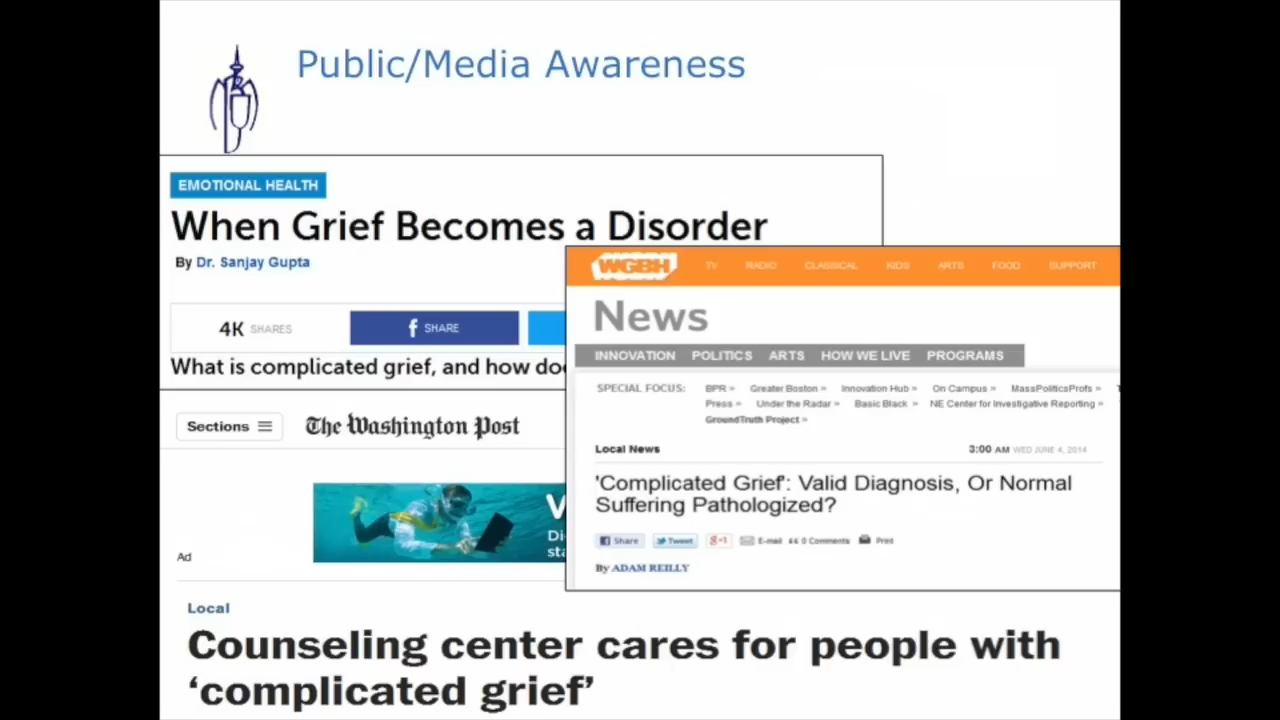 Public/Media Awareness
EMOTIONAL HEALTH
When Grief Becomes a Disorder
By Dr. Sanjay Gupta
4K SHARES
f SHARE
What is complicated grief, and how do
Sections
The Washington Post
Ad
Di
sta
Local
Counseling center cares for people with
‘complicated grief’
WGBH
TV RADIO CLASSICAL KIDS ARTS FOOD SUPPORT
News
INNOVATION POLITICS ARTS HOW WE LIVE PROGRAMS
SPECIAL FOCUS: BPR » Greater Boston » Innovation Hub » On Campus » MassPoliticsProfs »
Press » Under the Radar » Basic Black » NE Center for Investigative Reporting »
GroundTruth Project »
Local News 3:00 AM WED JUNE 4, 2014
'Complicated Grief': Valid Diagnosis, Or Normal
Suffering Pathologized?
Share Tweet g+1 E-mail 0 Comments Print
By ADAM REILLY